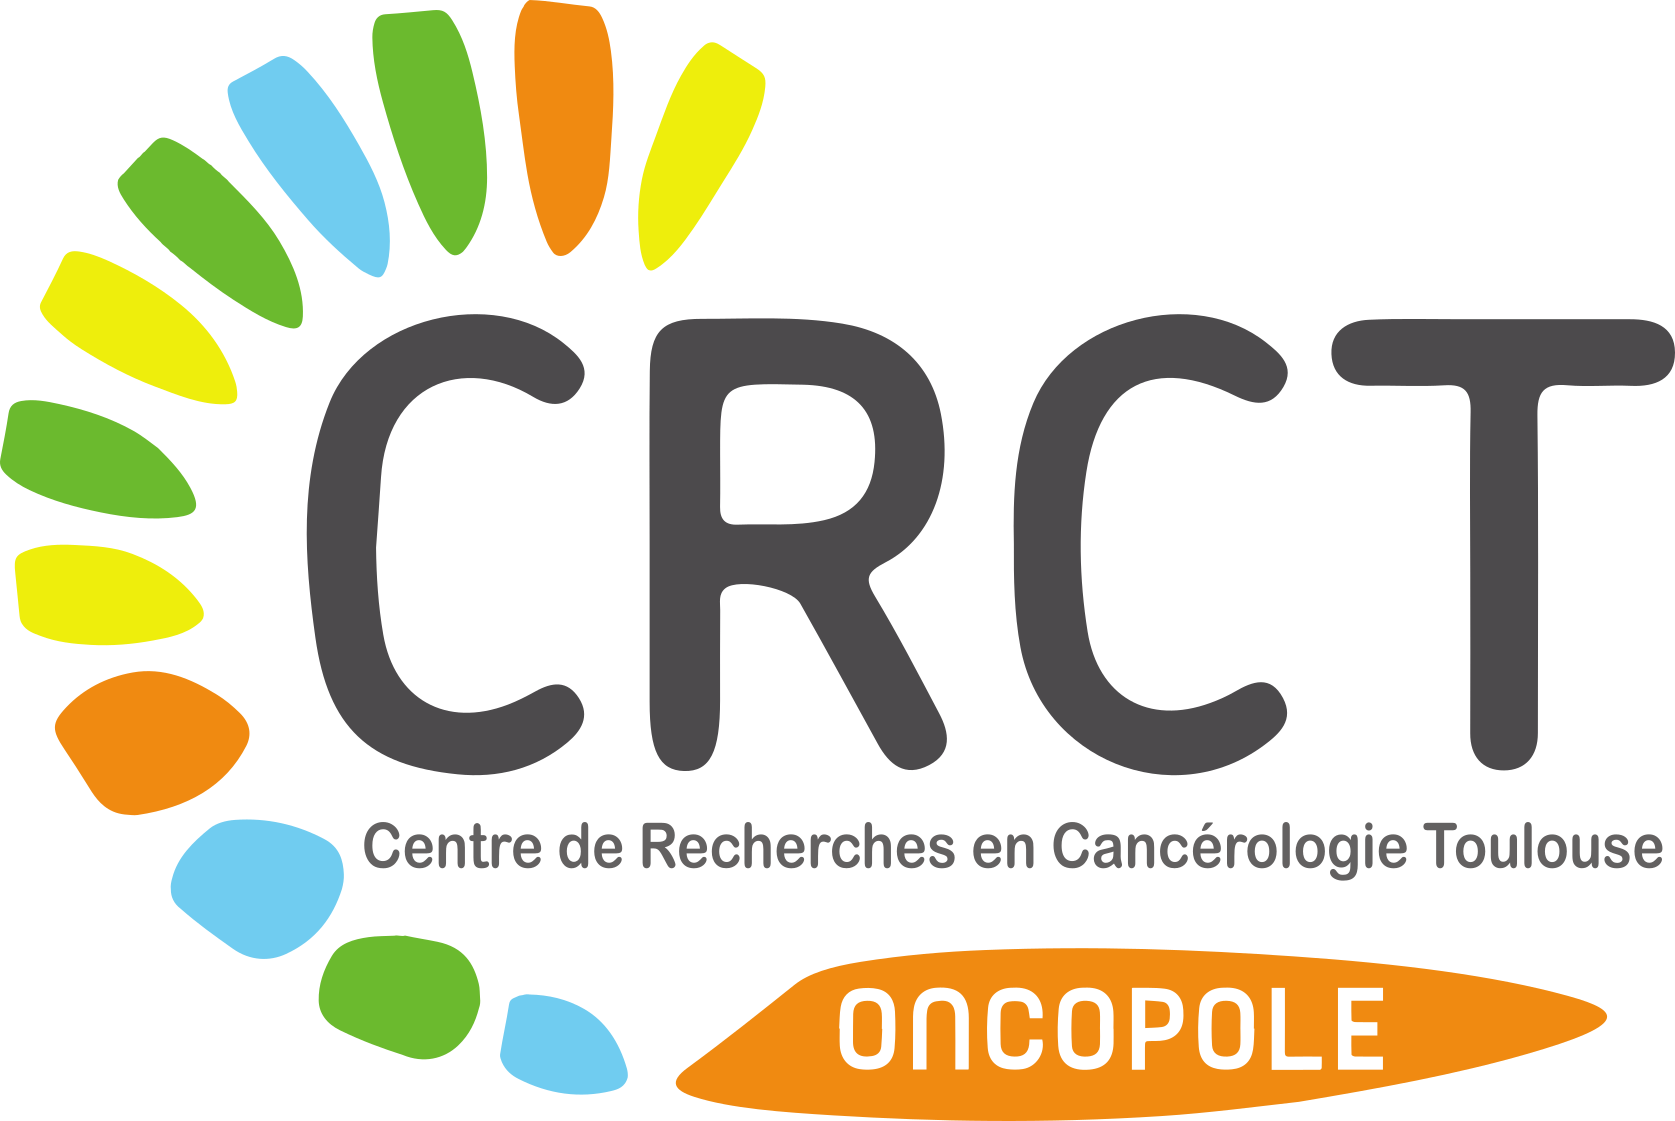 CRCT
Centre de Recherches en Cancérologie Toulouse
ONCOPOLE